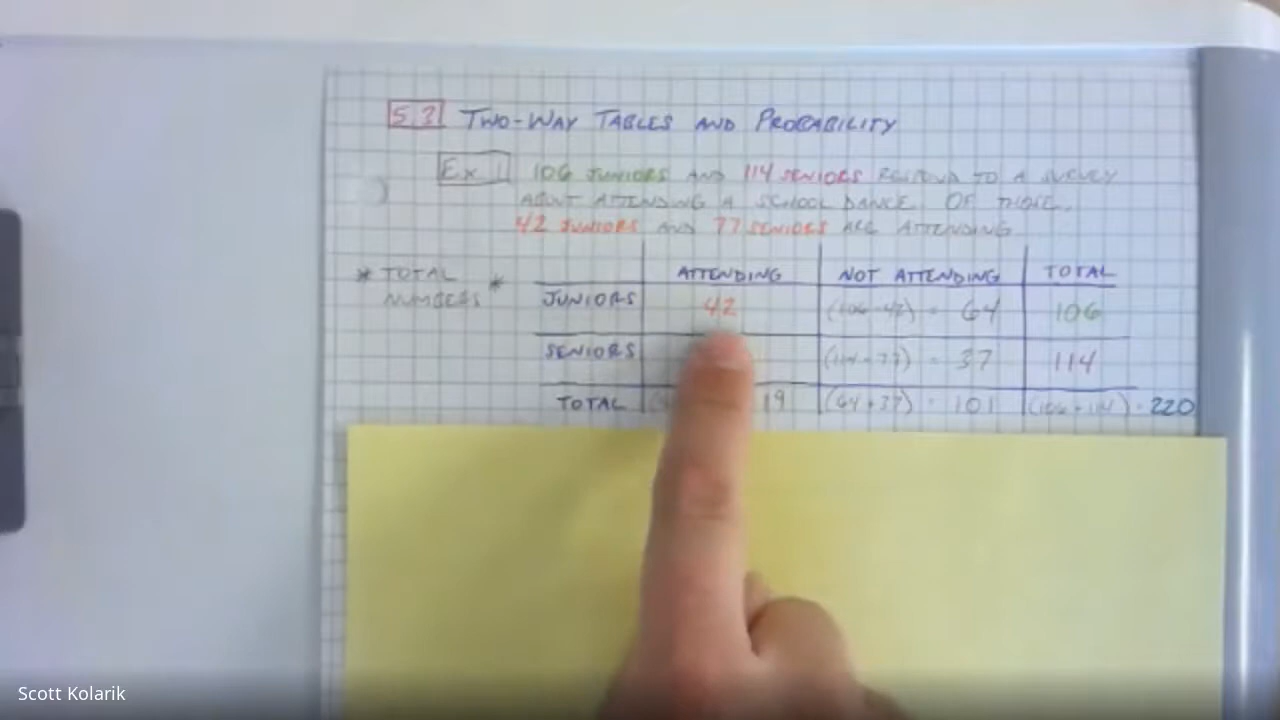 5.3 TWO-WAY TABLES AND PROBABILITY
Ex 1 106 JUNIORS AND 114 SENIORS RESPOND TO A SURVEY
ABOUT ATTENDING A SCHOOL DANCE. OF THOSE,
42 JUNIORS AND 77 SENIORS ARE ATTENDING
* TOTAL NUMBERS *
ATTENDING NOT ATTENDING TOTAL
JUNIORS 42 (106-42) = 64 106
SENIORS (114-77) = 37 114
TOTAL 19 (64+37) = 101 (106+114) = 220
Scott Kolarik